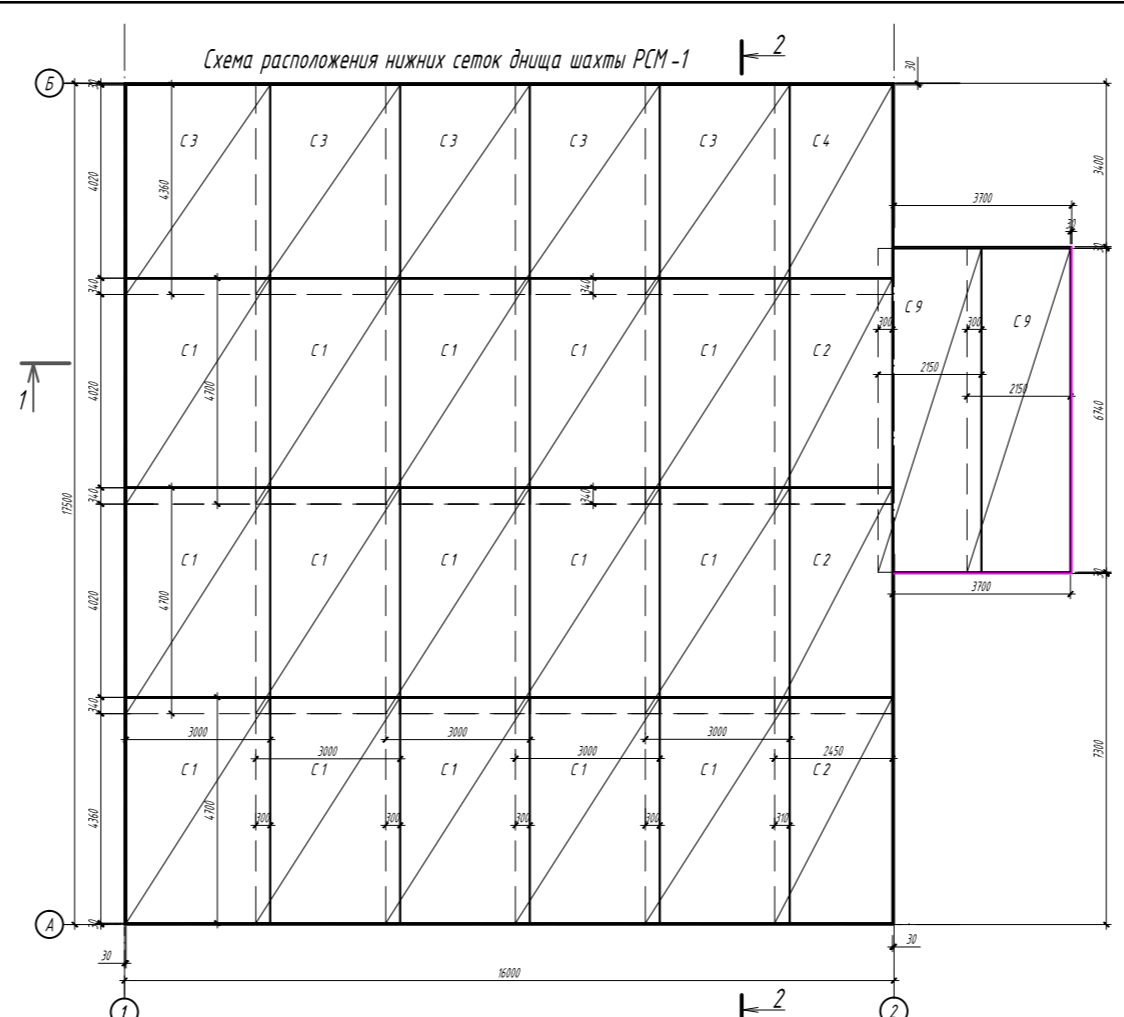 Схема расположения нижних сеток днища шахты РСМ-1
2
Б
30
30
С3
С3
С3
С3
С3
С4
4020
4360
3400
3700
30
30
340
340
С9
С9
300
300
1
С1
С1
С1
С1
С1
С2
4020
4700
2150
2150
6740
17500
340
340
С1
С1
С1
С1
С1
С2
4020
4700
30
3700
340
3000
3000
3000
3000
3000
2450
С1
С1
С1
С1
С1
С2
7300
4360
4700
300
300
300
300
310
А
30
30
30
16000
2
1
2